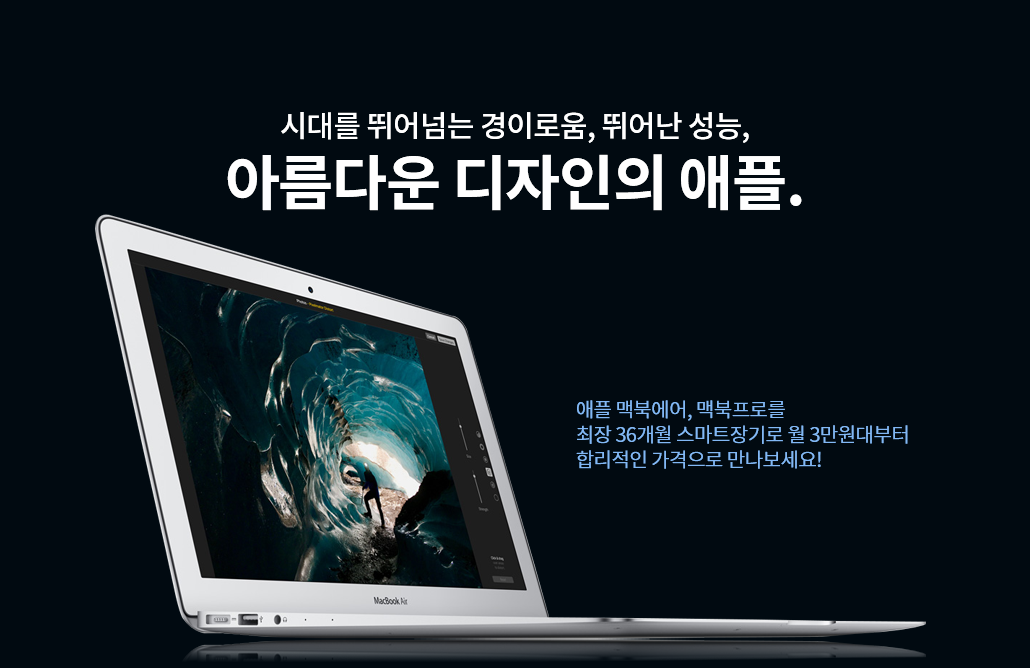 시대를 뛰어넘는 경이로움, 뛰어난 성능,
아름다운 디자인의 애플.
애플 맥북에어, 맥북프로를
최장 36개월 스마트장기로 월 3만원대부터
합리적인 가격으로 만나보세요!
MacBook Air